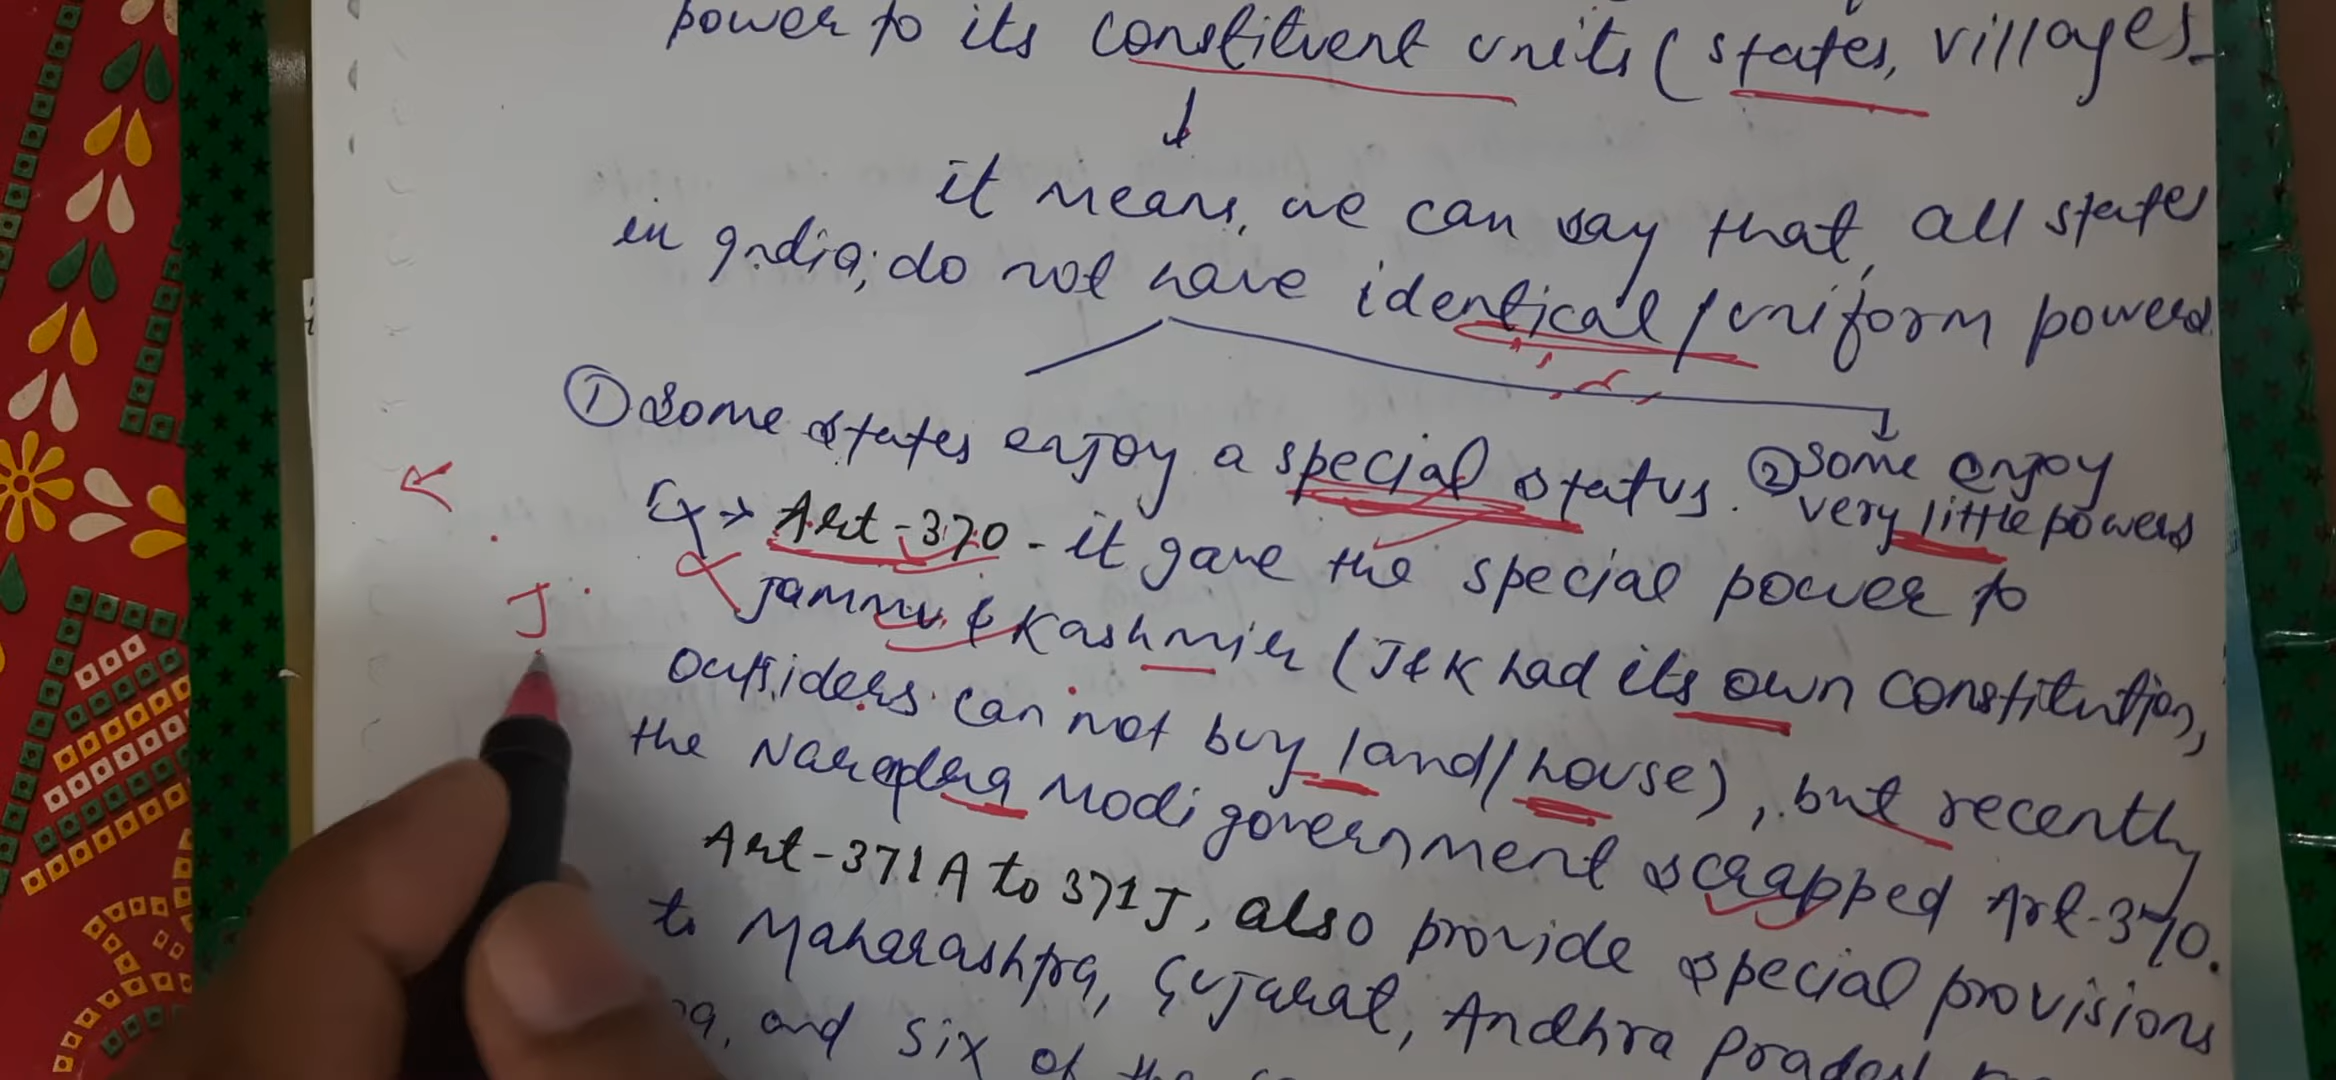 power to its constituent units (states, villages
it means, we can say that, all states
in India, do not have identical / uniform powers
① Some states enjoy a special status. ② some enjoy
very little powers
Ex → Art-370 - it gave the special power to
Jammu & Kashmir (J&K had its own constitution,
outsiders can not buy land/house), but recently
the Narendra Modi government scrapped Art-370.
Art-371A to 371J, also provide special provisions
to Maharashtra, Gujarat, Andhra Pradesh
and six of the
J